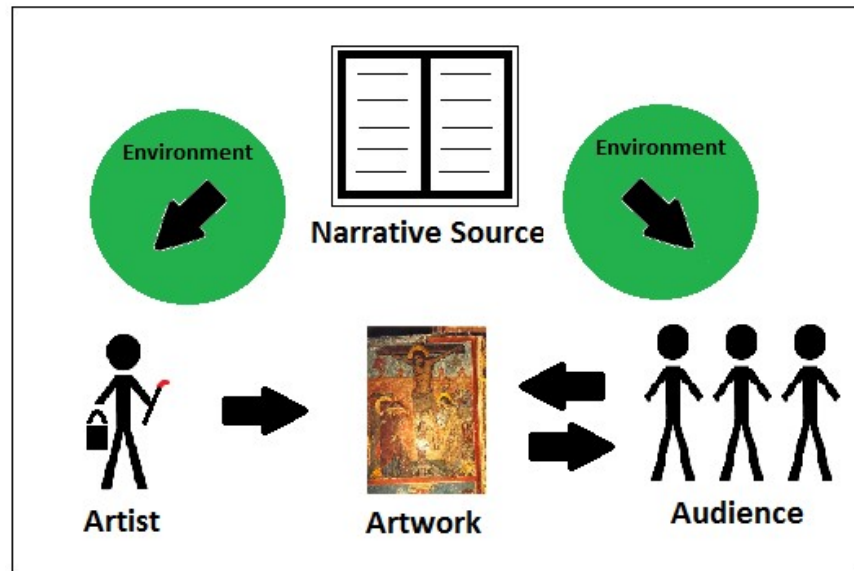 Environment
Environment
Narrative Source
Artist
Artwork
Audience